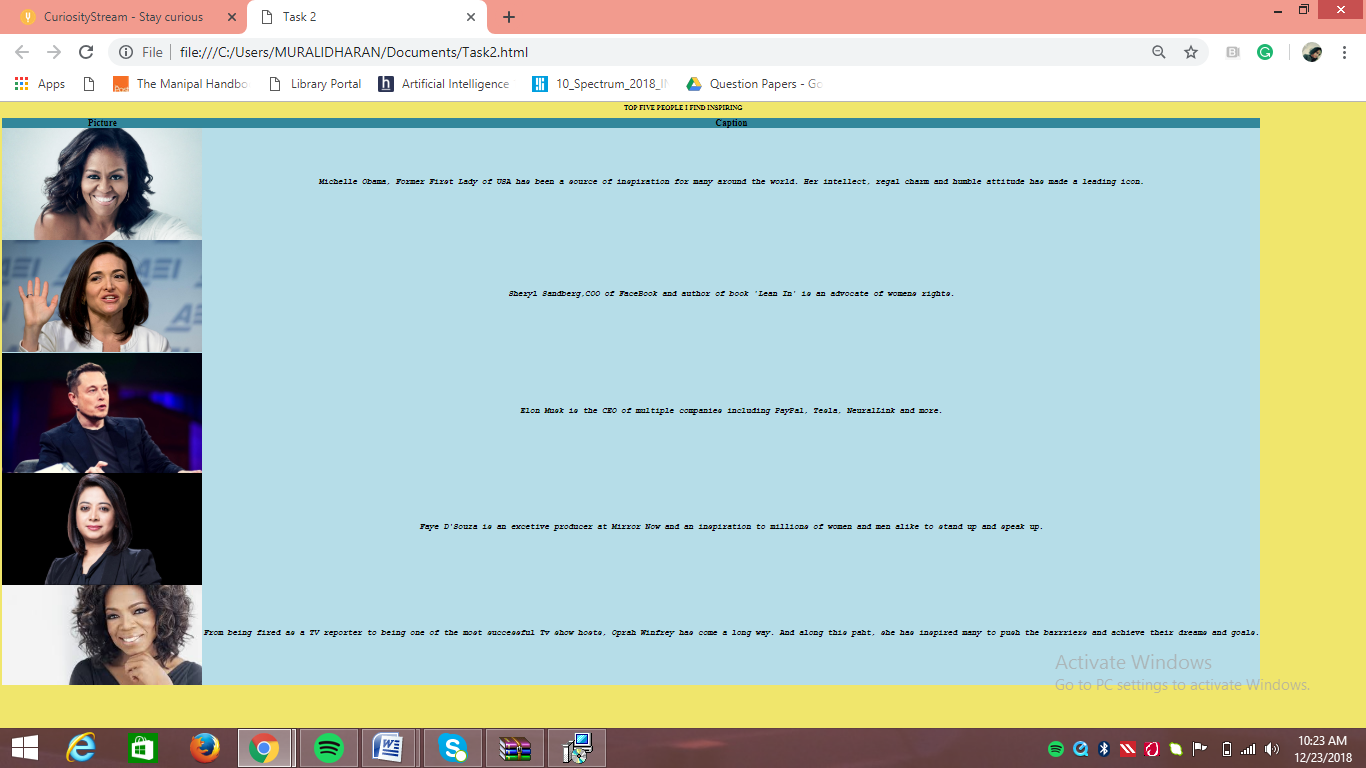 CuriosityStream - Stay curious
Task 2
File
file:///C:/Users/MURALIDHARAN/Documents/Task2.html
Apps
The Manipal Handbo
Library Portal
Artificial Intelligence
10_Spectrum_2018_I
Question Papers - Go
TOP FIVE PEOPLE I FIND INSPIRING
Picture Caption
Michelle Obama, Former First Lady of USA has been a source of inspiration for many around the world. Her intellect, regal charm and humble attitude has made a leading icon.
AEI
Sheryl Sandberg,COO of FaceBook and author of book 'Lean In' is an advocate of womens rights.
Elon Musk is the CEO of multiple companies including PayPal, Tesla, NeuralLink and more.
Faye D'Souza is an excetive producer at Mirror Now and an inspiration to millions of women and men alike to stand up and speak up.
From being fired as a TV reporter to being one of the most successful Tv show hosts, Oprah Winfrey has come a long way. And along this paht, she has inspired many to push the barrriers and achieve their dreams and goals.
Activate Windows
Go to PC settings to activate Windows.
10:23 AM
12/23/2018